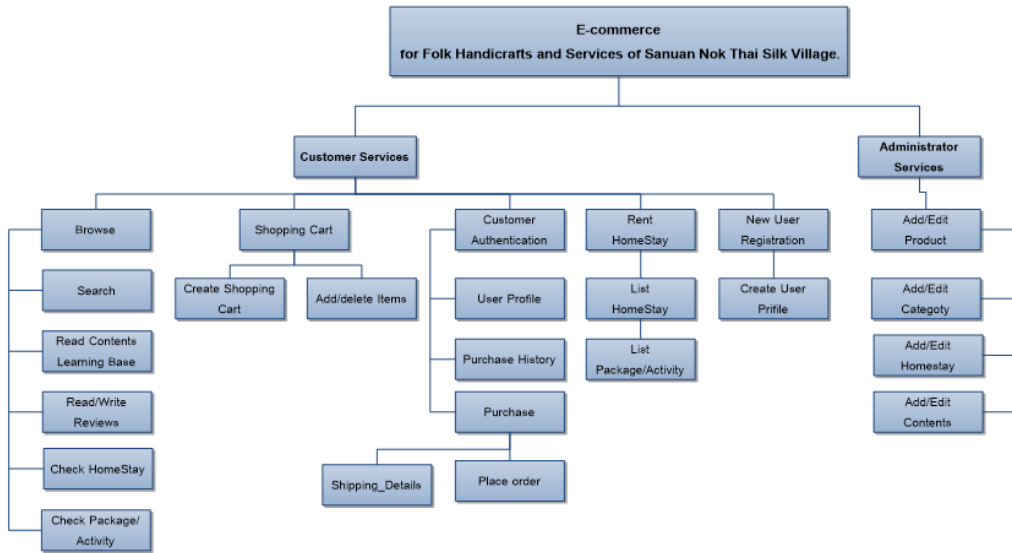 E-commerce
for Folk Handicrafts and Services of Sanuan Nok Thai Silk Village.
Customer Services
Administrator
Services
Browse
Shopping Cart
Customer
Authentication
Rent
HomeStay
New User
Registration
Add/Edit
Product
Search
Create Shopping
Cart
Add/delete Items
User Profile
List
HomeStay
Create User
Prifile
Add/Edit
Categoty
Read Contents
Learning Base
Purchase History
List
Package/Activity
Add/Edit
Homestay
Read/Write
Reviews
Purchase
Add/Edit
Contents
Check HomeStay
Shipping_Details
Place order
Check Package/
Activity